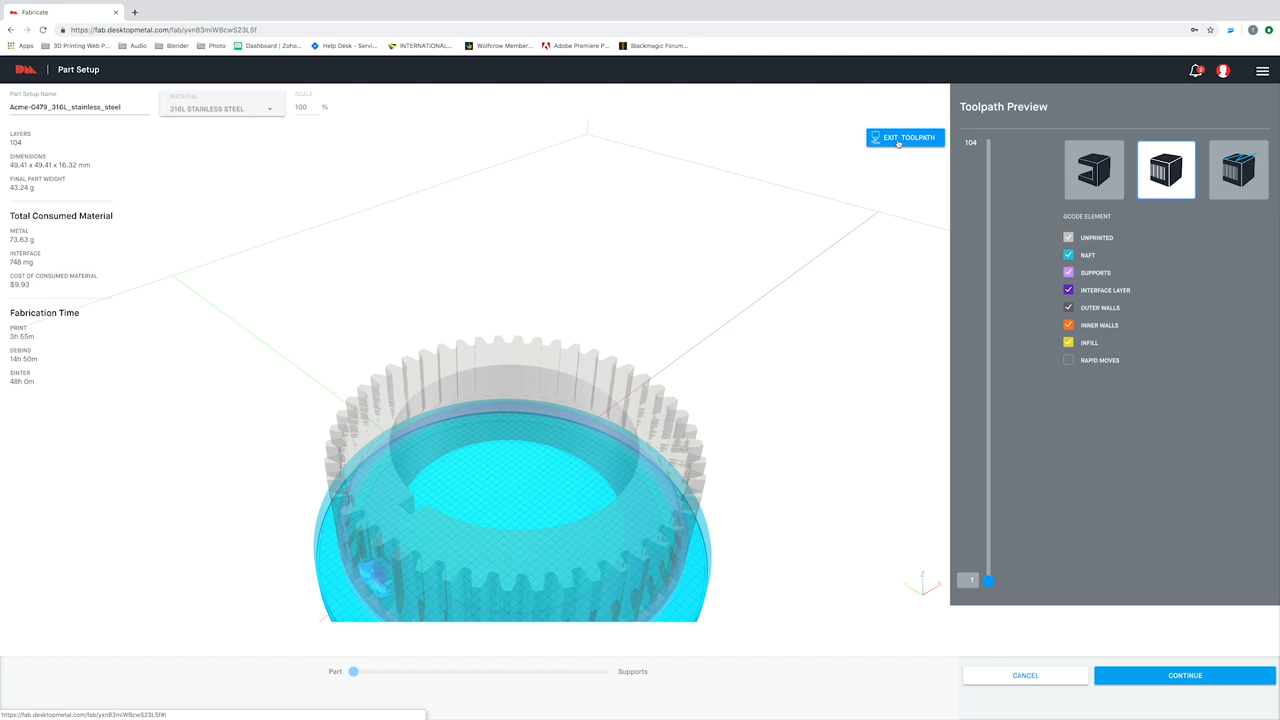 Fabricate
https://fab.desktopmetal.com/fab/yxn83miW8cwS23L5f
Apps
3D Printing Web P...
Audio
Blender
Photo
Dashboard | Zoho...
Help Desk - Servi...
INTERNATIONAL...
Wolfcrow Member...
Adobe Premiere P...
Blackmagic Forum...
Part Setup
Part Setup Name
Acme-G479_316L_stainless_steel
MATERIAL
316L STAINLESS STEEL
SCALE
100 %
LAYERS
104
DIMENSIONS
49.41 x 49.41 x 16.32 mm
FINAL PART WEIGHT
43.24 g
Total Consumed Material
METAL
73.63 g
INTERFACE
748 mg
COST OF CONSUMED MATERIAL
$9.93
Fabrication Time
PRINT
3h 55m
DEBIND
14h 50m
SINTER
48h 0m
EXIT TOOLPATH
Toolpath Preview
104
GCODE ELEMENT
UNPRINTED
RAFT
SUPPORTS
INTERFACE LAYER
OUTER WALLS
INNER WALLS
INFILL
RAPID MOVES
1
Z
Part
Supports
CANCEL
CONTINUE
https://fab.desktopmetal.com/fab/yxn83miW8cwS23L5f#!